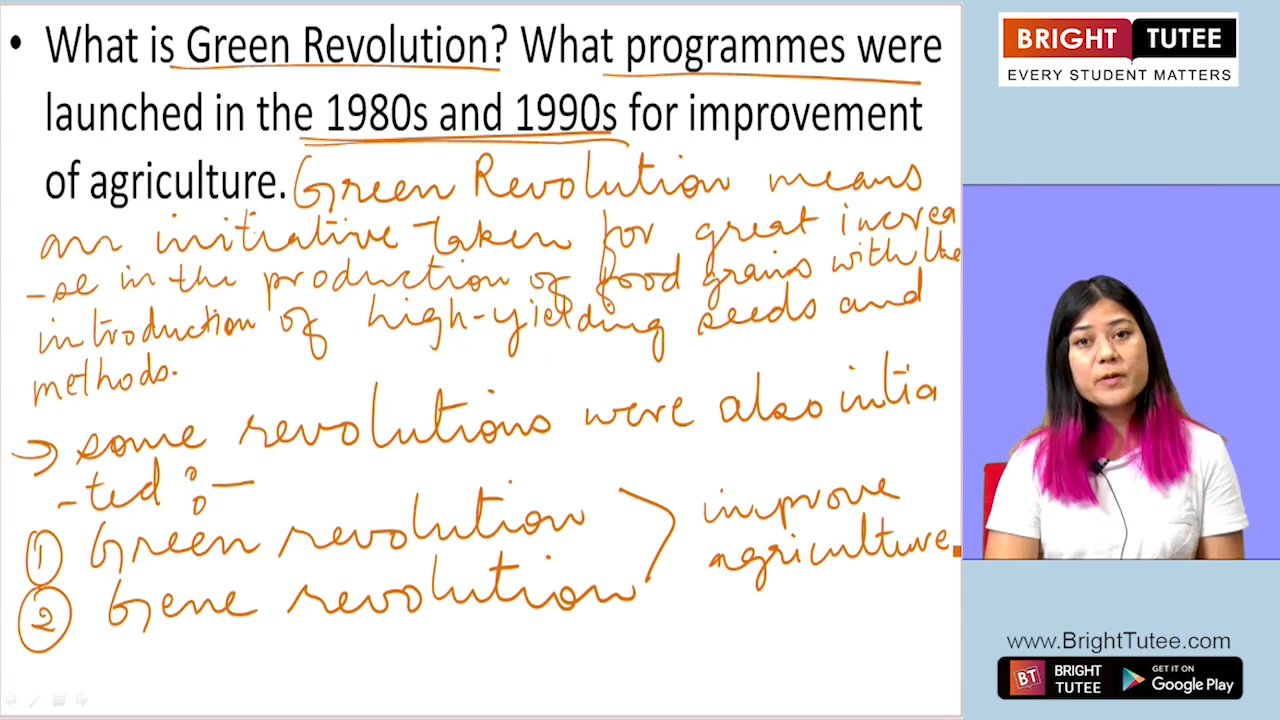 • What is Green Revolution? What programmes were
launched in the 1980s and 1990s for improvement
of agriculture. Green Revolution means
an initiative taken for great increa
-se in the production of food grains with the
introduction of high-yielding seeds and
methods.
→ some revolutions were also intia
-ted :-
① Green revolution
② Gene revolution
improve
agriculture.
BRIGHT TUTEE
EVERY STUDENT MATTERS
www.BrightTutee.com
BT BRIGHT TUTEE
GET IT ON
Google Play